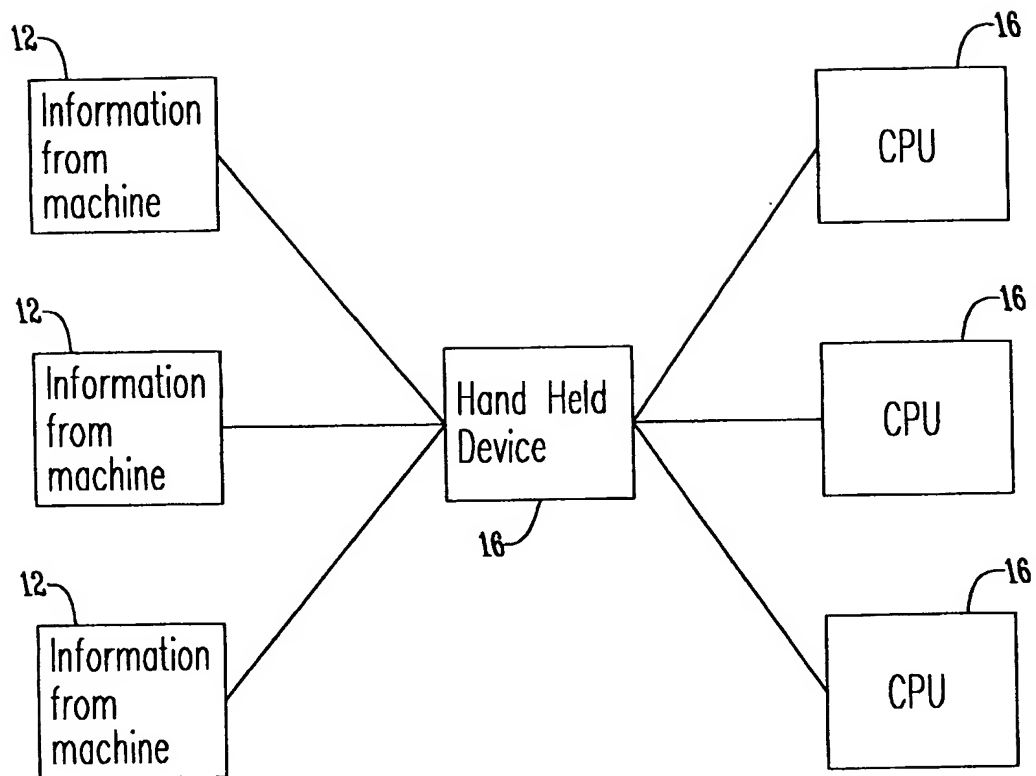 12
Information
from
machine
16
CPU
12
Information
from
machine
Hand Held
Device
16
16
CPU
12
Information
from
machine
16
CPU